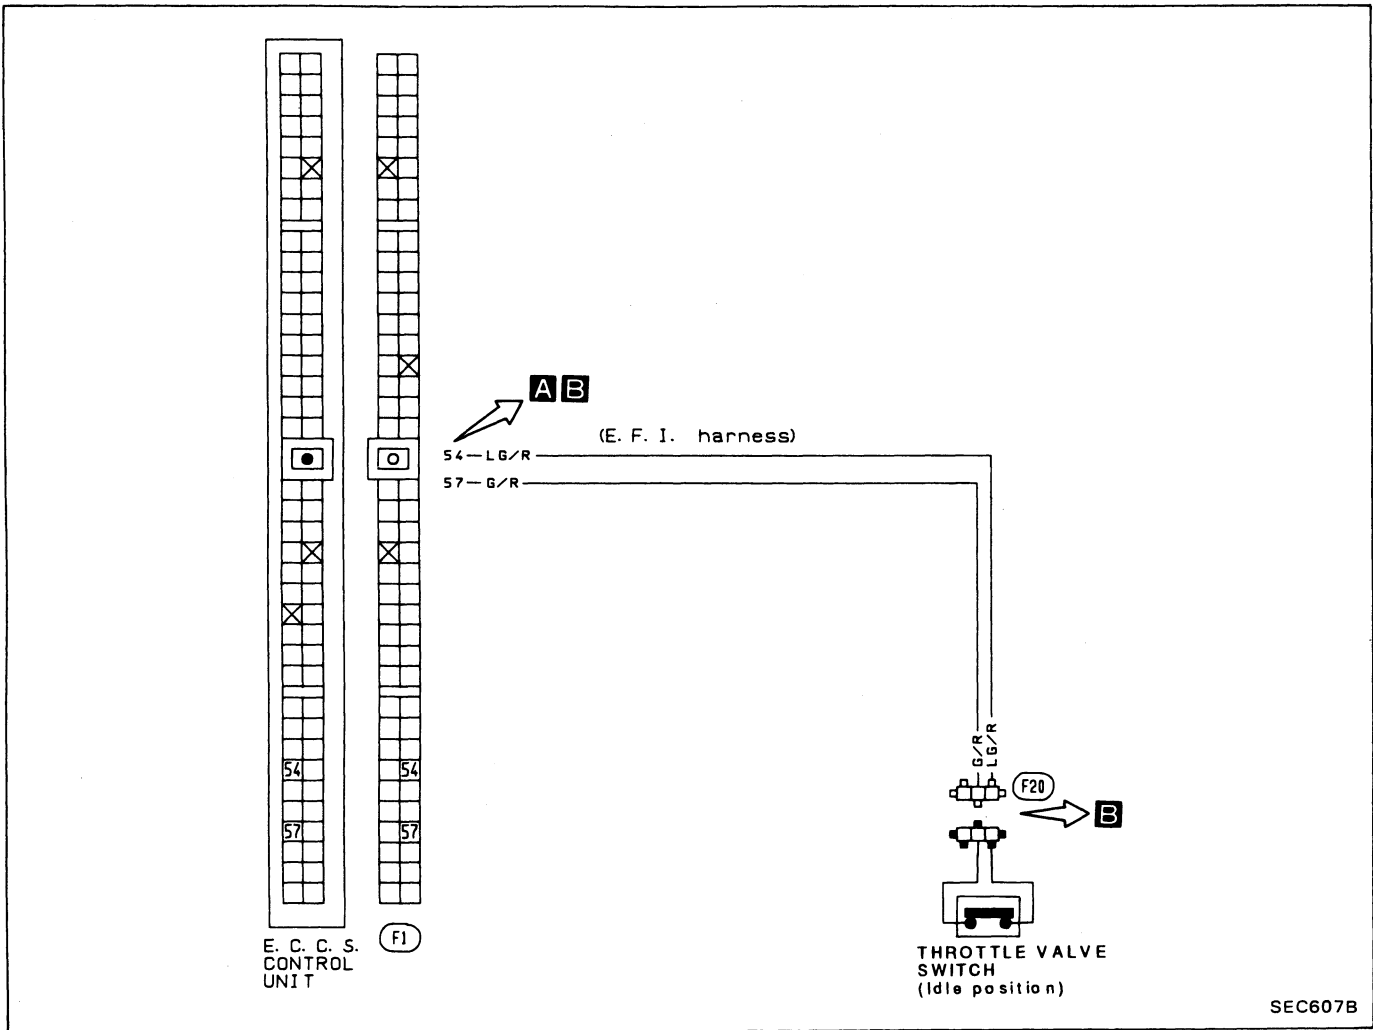 A B
(E. F. I. harness)
54 LG/R
57 G/R
G/R
LG/R
54
54
F20
B
57
57
E. C. C. S.
CONTROL
UNIT
F1
THROTTLE VALVE
SWITCH
(Idle position)
SEC607B